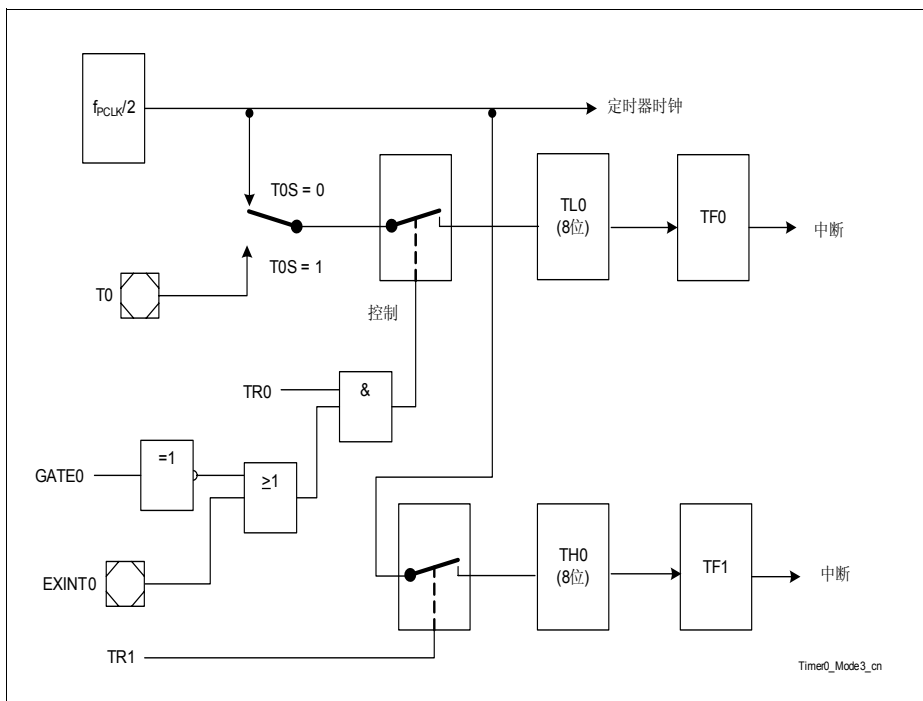 fPCLK/2
定时器时钟
T0S = 0
TL0
(8位)
TF0
中断
T0S = 1
T0
控制
TR0
&
GATE0
=1
≥1
EXINT0
TH0
(8位)
TF1
中断
TR1
Timer0_Mode3_cn